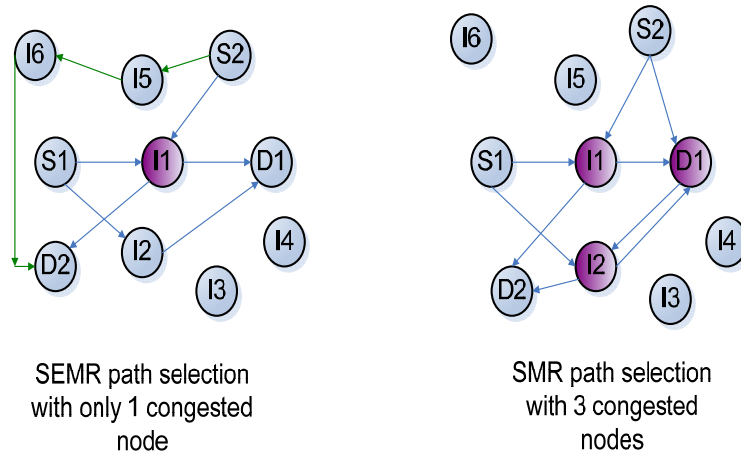 I6
I5
S2
S1
I1
D1
I2
I4
D2
I3
SEMR path selection
with only 1 congested
node
I6
S2
I5
S1
I1
D1
I4
I2
D2
I3
SMR path selection
with 3 congested
nodes